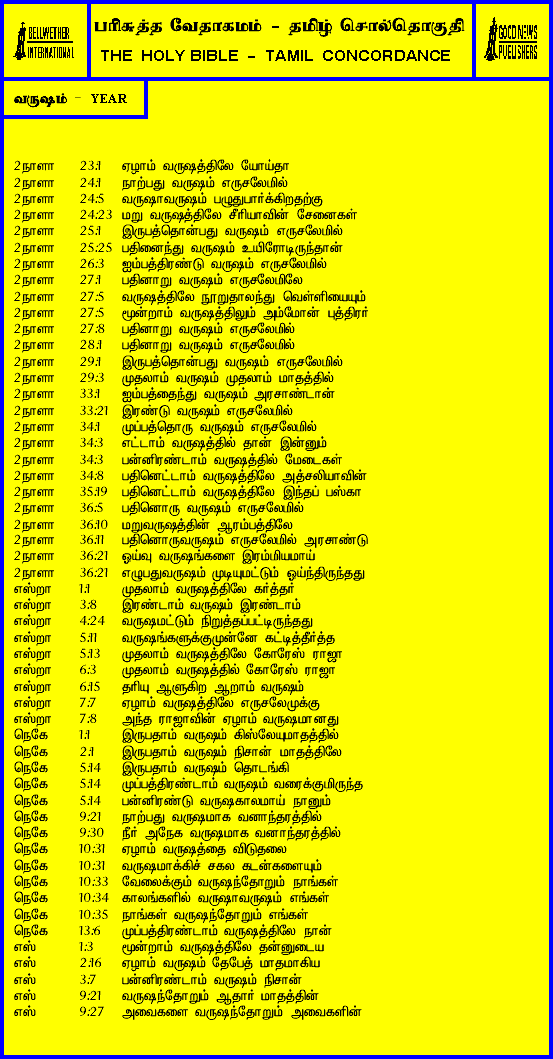 BELLWETHER INTERNATIONAL
பரிசுத்த வேதாகமம் - தமிழ் சொல்தொகுதி
THE HOLY BIBLE - TAMIL CONCORDANCE
GOOD NEWS PUBLISHERS
வருஷம் - YEAR
2நாளா 23:1 ஏழாம் வருஷத்திலே யோய்தா
2நாளா 24:1 நாற்பது வருஷம் எருசலேமில்
2நாளா 24:5 வருஷாவருஷம் பழுதுபார்க்கிறதற்கு
2நாளா 24:23 மறு வருஷத்திலே சீரியாவின் சேனைகள்
2நாளா 25:1 இருபத்தொன்பது வருஷம் எருசலேமில்
2நாளா 25:25 பதினைந்து வருஷம் உயிரோடிருந்தான்
2நாளா 26:3 ஐம்பத்திரண்டு வருஷம் எருசலேமில்
2நாளா 27:1 பதினாறு வருஷம் எருசலேமிலே
2நாளா 27:5 வருஷத்திலே நூறுதாலந்து வெள்ளியையும்
2நாளா 27:5 மூன்றாம் வருஷத்திலும் அம்மோன் புத்திரர்
2நாளா 27:8 பதினாறு வருஷம் எருசலேமில்
2நாளா 28:1 பதினாறு வருஷம் எருசலேமில்
2நாளா 29:1 இருபத்தொன்பது வருஷம் எருசலேமில்
2நாளா 29:3 முதலாம் வருஷம் முதலாம் மாதத்தில்
2நாளா 33:1 ஐம்பத்தைந்து வருஷம் அரசாண்டான்
2நாளா 33:21 இரண்டு வருஷம் எருசலேமில்
2நாளா 34:1 முப்பத்தொரு வருஷம் எருசலேமில்
2நாளா 34:3 எட்டாம் வருஷத்தில் தான் இன்னும்
2நாளா 34:3 பன்னிரண்டாம் வருஷத்தில் மேடைகள்
2நாளா 34:8 பதினெட்டாம் வருஷத்திலே அத்சலியாவின்
2நாளா 35:19 பதினெட்டாம் வருஷத்திலே இந்தப் பஸ்கா
2நாளா 36:5 பதினொரு வருஷம் எருசலேமில்
2நாளா 36:10 மறுவருஷத்தின் ஆரம்பத்திலே
2நாளா 36:11 பதினொருவருஷம் எருசலேமில் அரசாண்டு
2நாளா 36:21 ஓய்வு வருஷங்களை இரம்மியமாய்
2நாளா 36:21 எழுபதுவருஷம் முடியுமட்டும் ஓய்ந்திருந்தது
எஸ்றா 1:1 முதலாம் வருஷத்திலே கர்த்தர்
எஸ்றா 3:8 இரண்டாம் வருஷம் இரண்டாம்
எஸ்றா 4:24 வருஷமட்டும் நிறுத்தப்பட்டிருந்தது
எஸ்றா 5:11 வருஷங்களுக்குமுன்னே கட்டித்தீர்த்த
எஸ்றா 5:13 முதலாம் வருஷத்திலே கோரேஸ் ராஜா
எஸ்றா 6:3 முதலாம் வருஷத்தில் கோரேஸ் ராஜா
எஸ்றா 6:15 தரியு ஆளுகிற ஆறாம் வருஷம்
எஸ்றா 7:7 ஏழாம் வருஷத்திலே எருசலேமுக்கு
எஸ்றா 7:8 அந்த ராஜாவின் ஏழாம் வருஷமானது
நெகே 1:1 இருபதாம் வருஷம் கிஸ்லேயுமாதத்தில்
நெகே 2:1 இருபதாம் வருஷம் நிசான் மாதத்திலே
நெகே 5:14 இருபதாம் வருஷம் தொடங்கி
நெகே 5:14 முப்பத்திரண்டாம் வருஷம் வரைக்குமிருந்த
நெகே 5:14 பன்னிரண்டு வருஷகாலமாய் நானும்
நெகே 9:21 நாற்பது வருஷமாக வனாந்தரத்தில்
நெகே 9:30 நீர் அநேக வருஷமாக வனாந்தரத்தில்
நெகே 10:31 ஏழாம் வருஷத்தை விடுதலை
நெகே 10:31 வருஷமாக்கிச் சகல கடன்களையும்
நெகே 10:33 வேலைக்கும் வருஷந்தோறும் நாங்கள்
நெகே 10:34 காலங்களில் வருஷாவருஷம் எங்கள்
நெகே 10:35 நாங்கள் வருஷந்தோறும் எங்கள்
நெகே 13:6 முப்பத்திரண்டாம் வருஷத்திலே நான்
எஸ் 1:3 மூன்றாம் வருஷத்திலே தன்னுடைய
எஸ் 2:16 ஏழாம் வருஷம் தேபேத் மாதமாகிய
எஸ் 3:7 பன்னிரண்டாம் வருஷம் நிசான்
எஸ் 9:21 வருஷந்தோறும் ஆதார் மாதத்தின்
எஸ் 9:27 அவைகளை வருஷந்தோறும் அவைகளின்